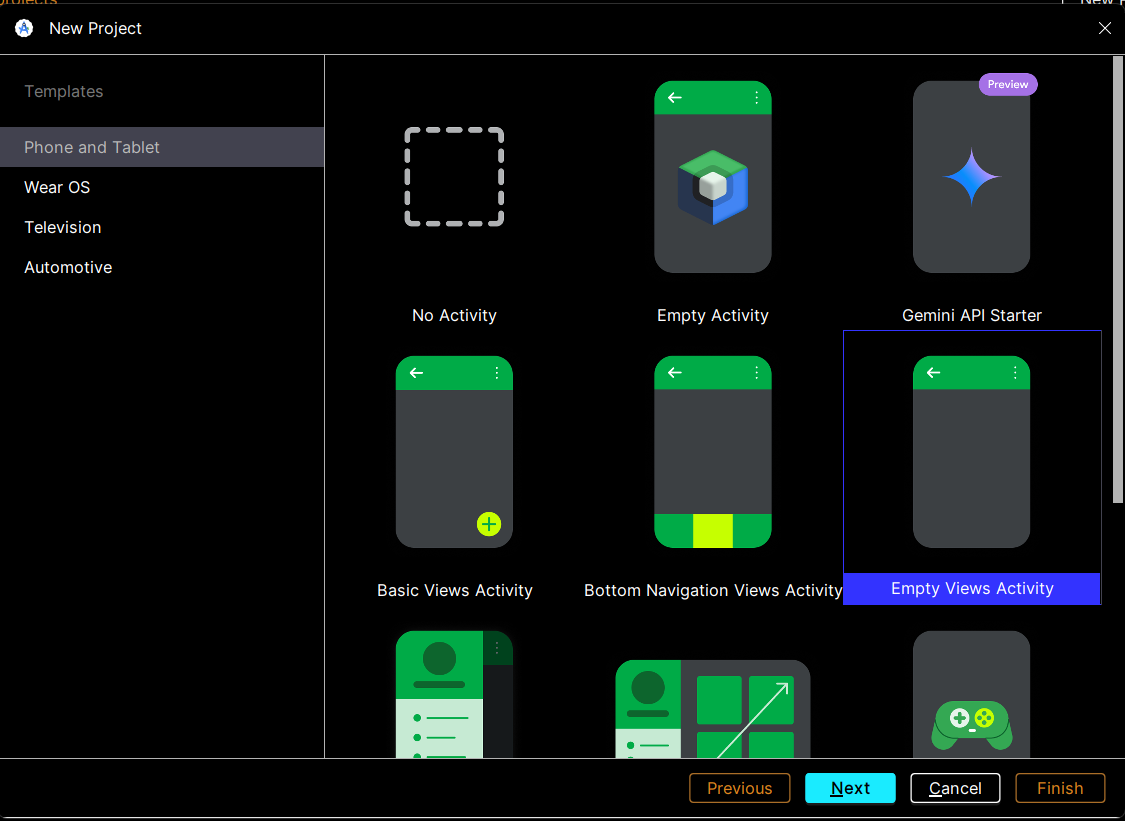 New Project
Templates
Phone and Tablet
Wear OS
Television
Automotive
Preview
No Activity
Empty Activity
Gemini API Starter
Basic Views Activity
Bottom Navigation Views Activity
Empty Views Activity
Previous
Next
Cancel
Finish